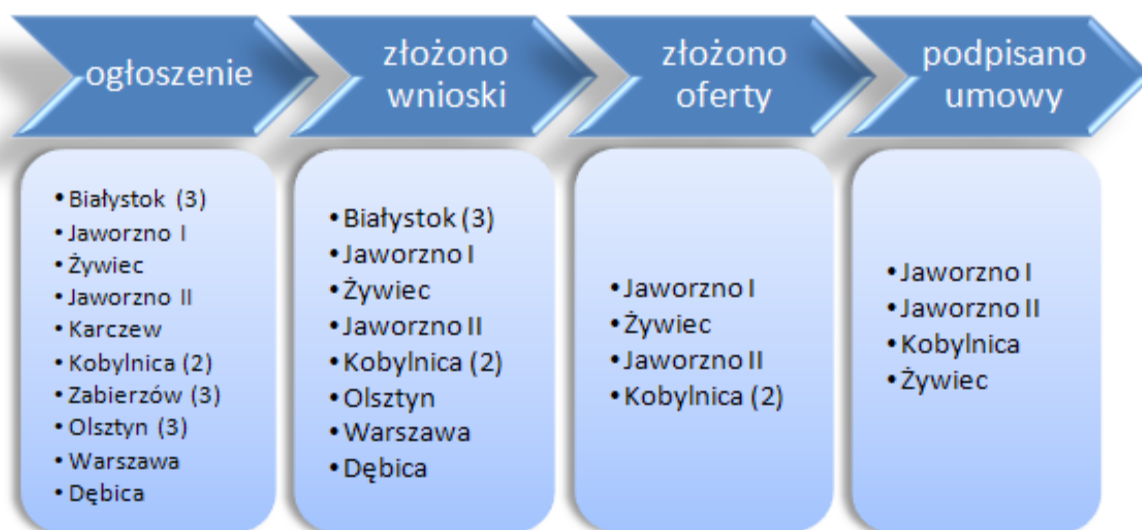 ogłoszenie
złożono
wnioski
złożono
oferty
podpisano
umowy
• Białystok (3)
• Jaworzno I
• Żywiec
• Jaworzno II
• Karczew
• Kobylnica (2)
• Zabierzów (3)
• Olsztyn (3)
• Warszawa
• Dębica
• Białystok (3)
• Jaworzno I
• Żywiec
• Jaworzno II
• Kobylnica (2)
• Olsztyn
• Warszawa
• Dębica
• Jaworzno I
• Żywiec
• Jaworzno II
• Kobylnica (2)
• Jaworzno I
• Jaworzno II
• Kobylnica
• Żywiec